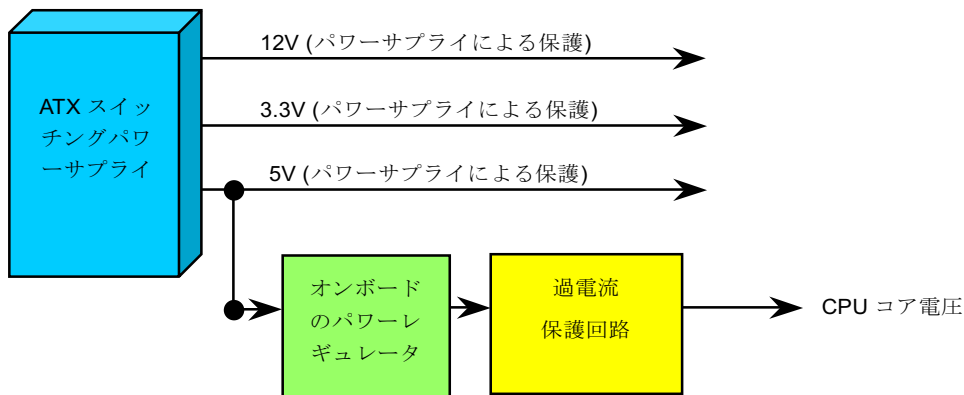 12V (パワーサプライによる保護)
ATX スイッ
チングパワ
ーサプライ
3.3V (パワーサプライによる保護)
5V (パワーサプライによる保護)
オンボード
のパワーレ
ギュレータ
過電流
保護回路
CPU コア電圧